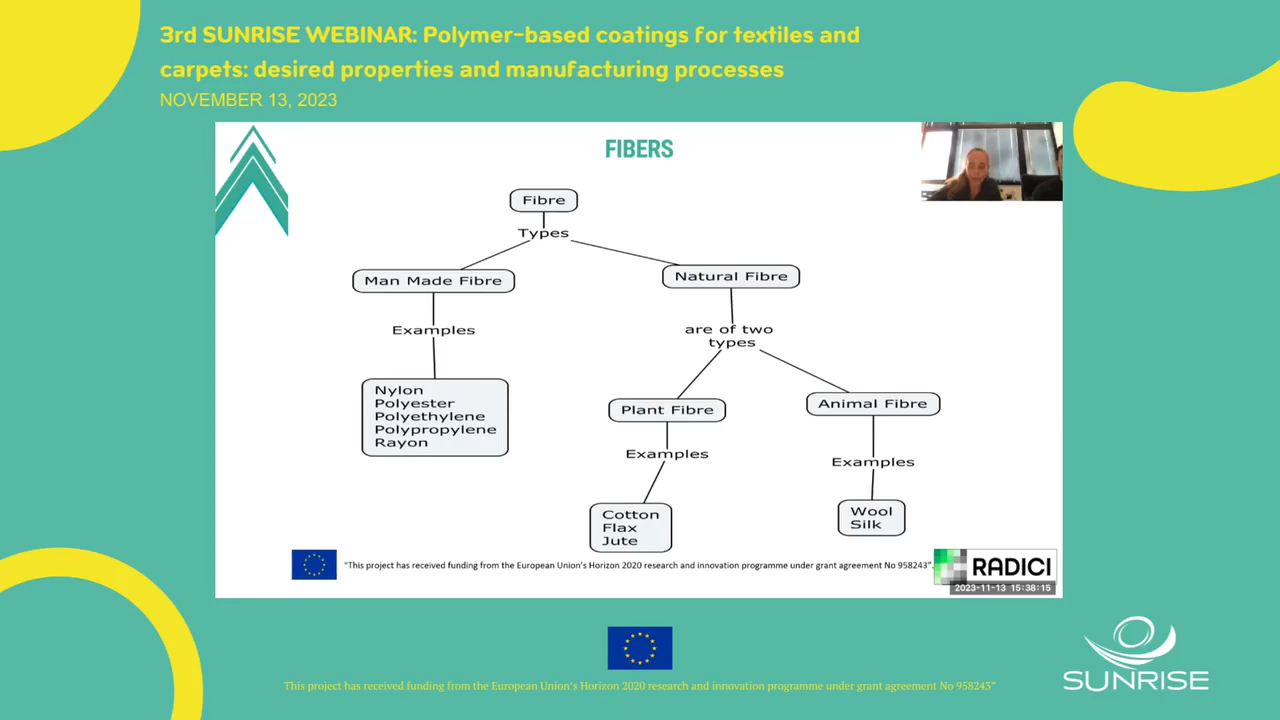 3rd SUNRISE WEBINAR: Polymer-based coatings for textiles and
carpets: desired properties and manufacturing processes
NOVEMBER 13, 2023
FIBERS
Fibre
Types
Man Made Fibre
Natural Fibre
Examples
are of two
types
Nylon
Polyester
Polyethylene
Polypropylene
Rayon
Plant Fibre
Animal Fibre
Examples
Examples
Cotton
Flax
Jute
Wool
Silk
"This project has received funding from the European Union's Horizon 2020 research and innovation programme under grant agreement No 958243".
RADICI
2023-11-13 15:38:15
This project has received funding from the European Union's Horizon 2020 research and innovation programme under grant agreement No 958243"
SUNRISE